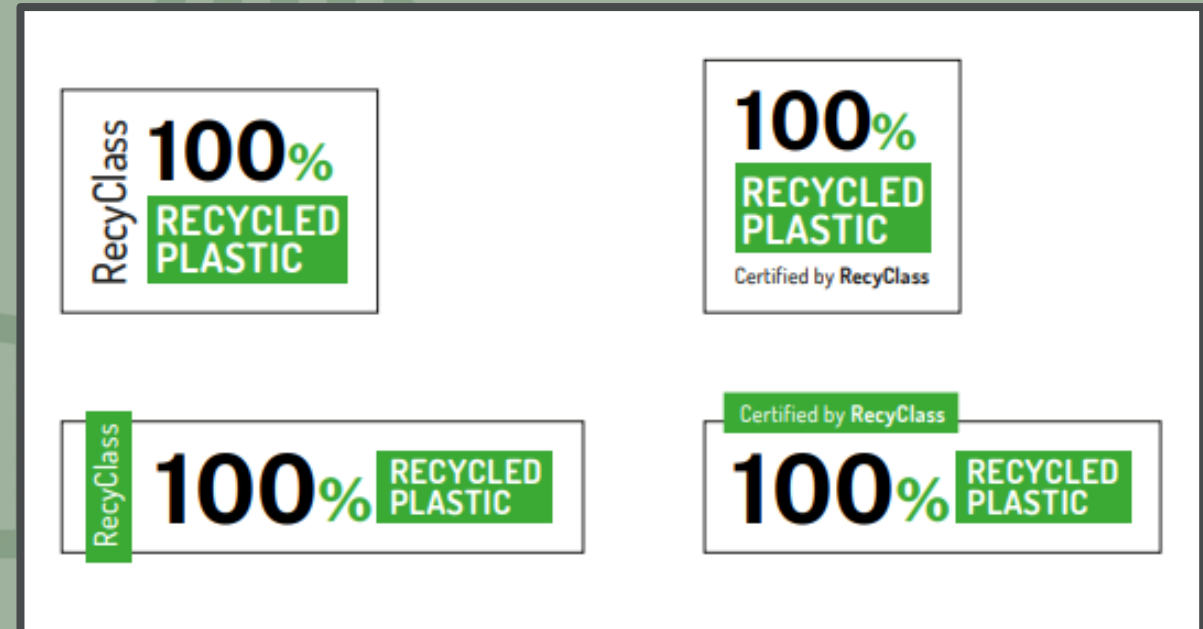 RecyClass
100%
RECYCLED
PLASTIC
100%
RECYCLED
PLASTIC
Certified by RecyClass
RecyClass
100%
RECYCLED
PLASTIC
Certified by RecyClass
100%
RECYCLED
PLASTIC